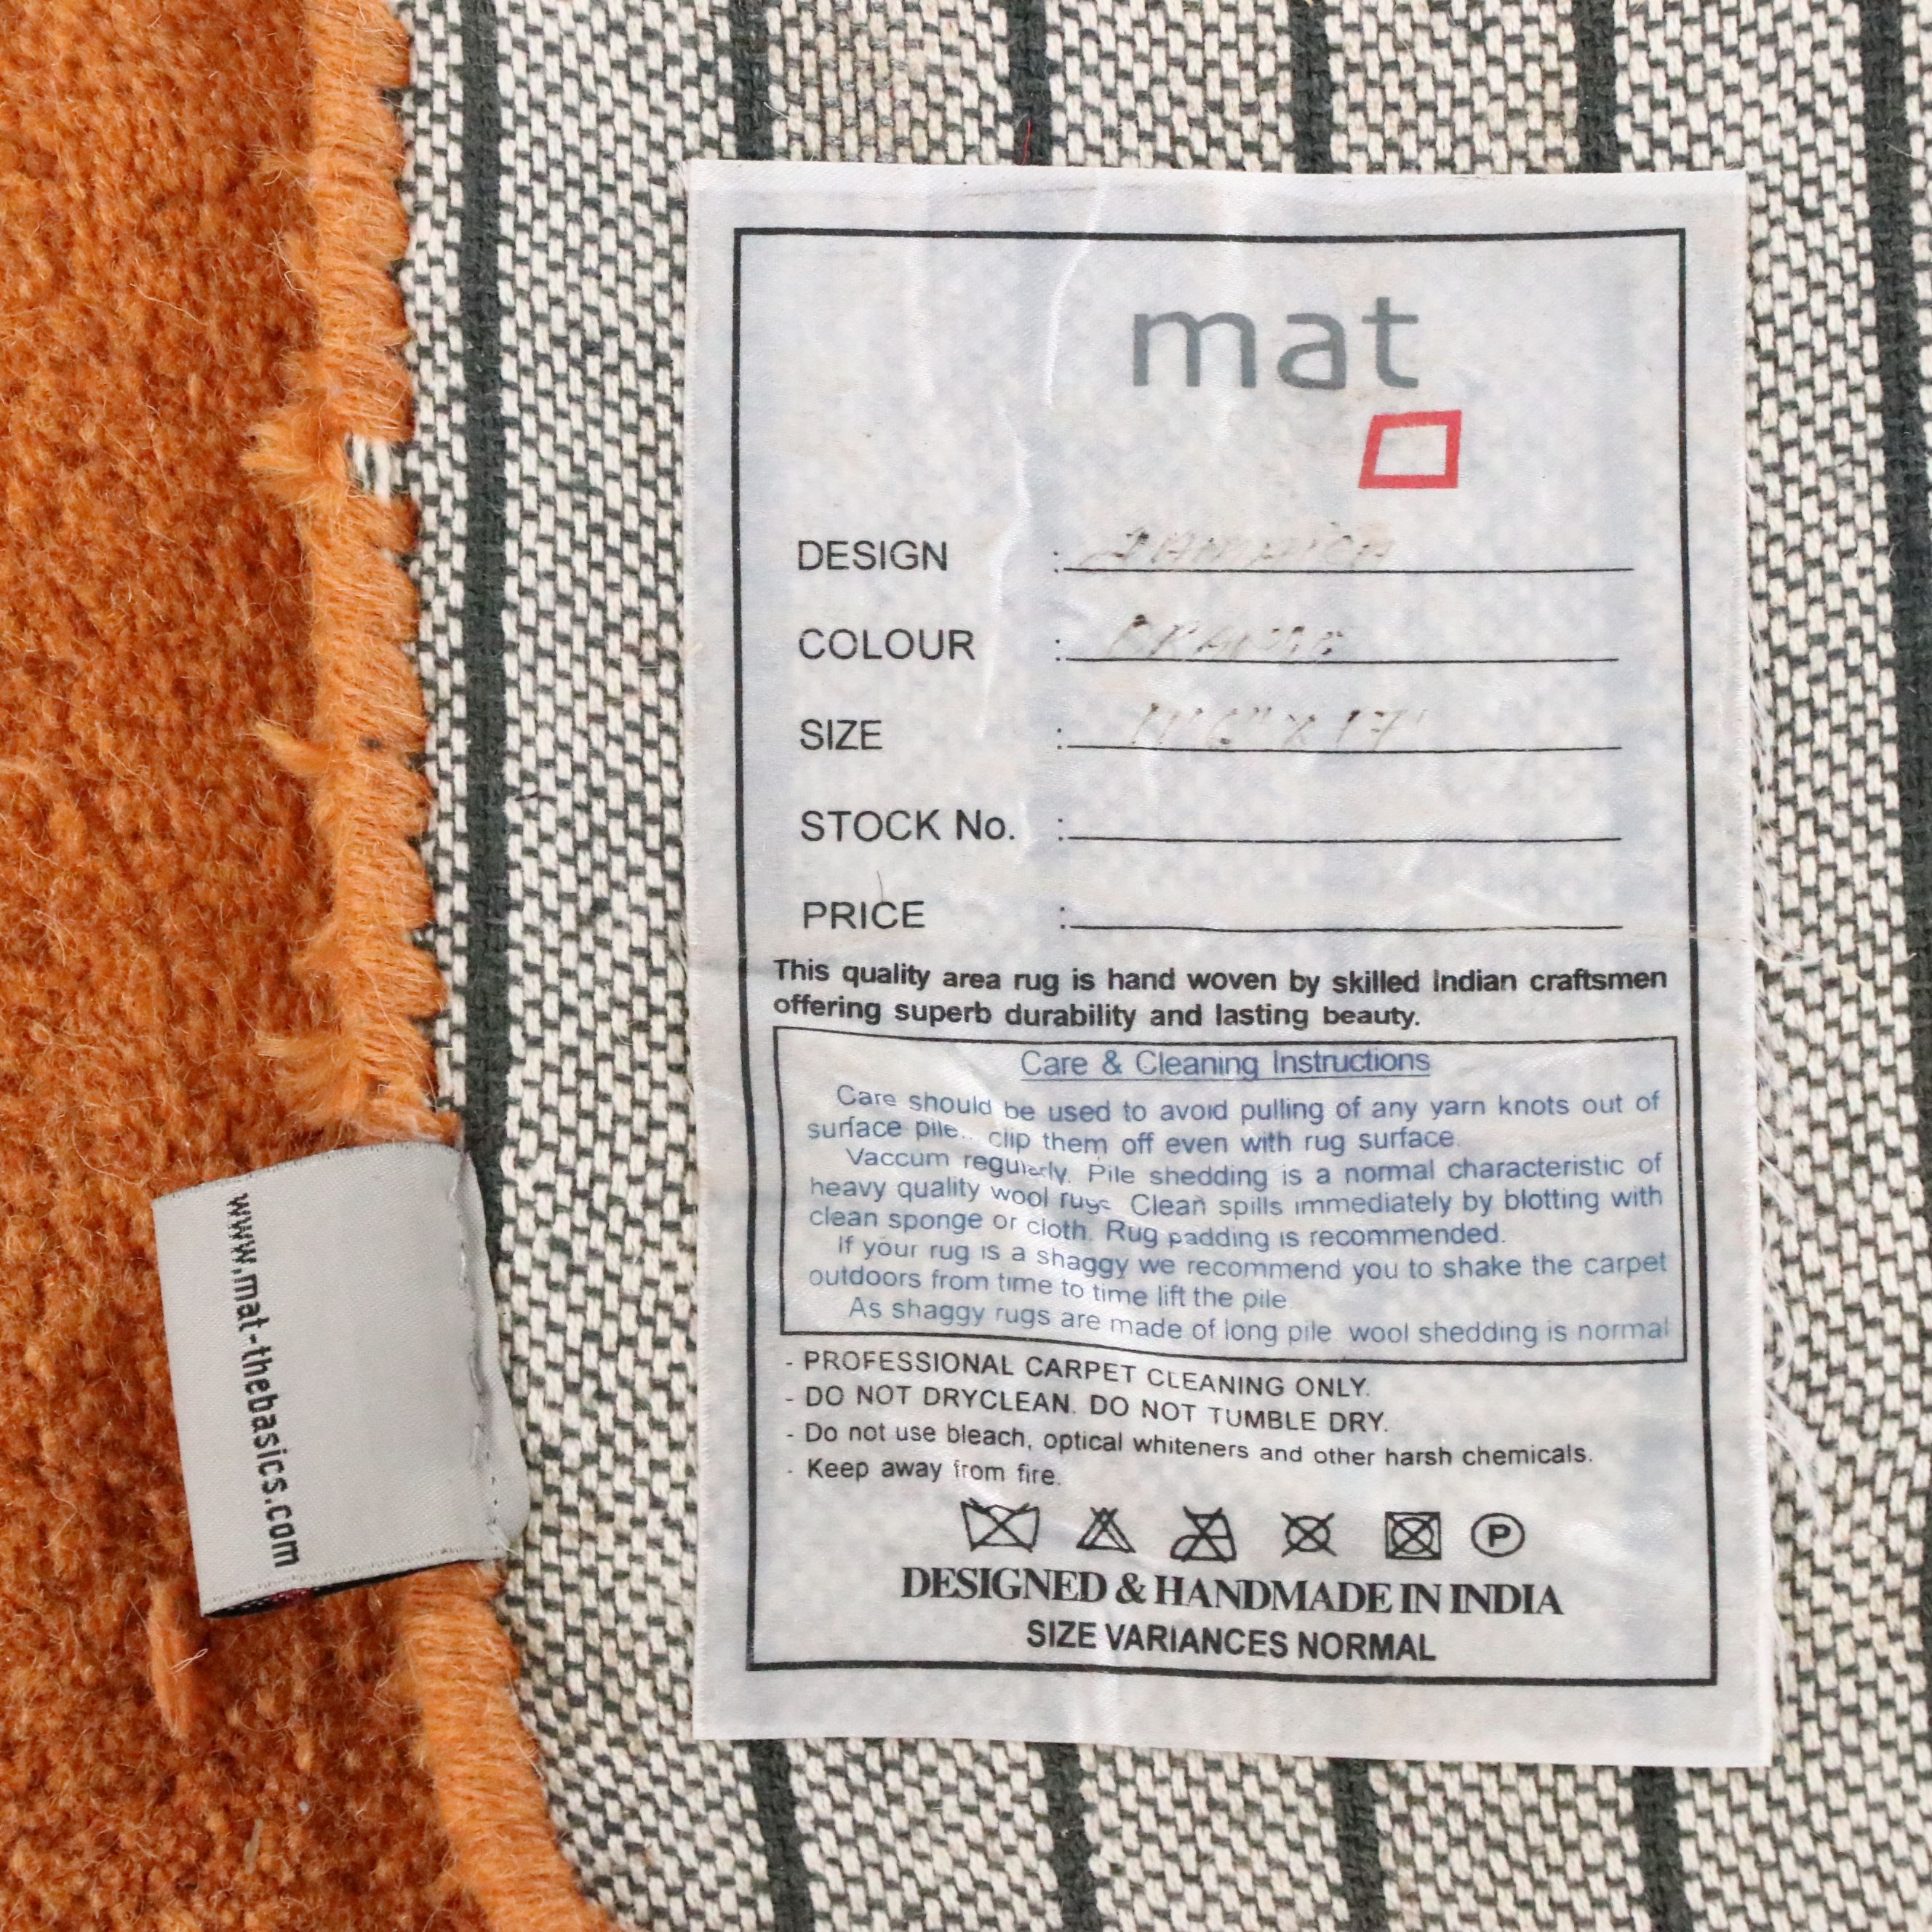 mat
DESIGN :
COLOUR : ORANGE
SIZE : 11'6" X 17'
STOCK No. :
PRICE :
This quality area rug is hand woven by skilled Indian craftsmen
offering superb durability and lasting beauty.
Care & Cleaning Instructions
Care should be used to avoid pulling of any yarn knots out of
surface pile.. clip them off even with rug surface.
Vaccum regularly. Pile shedding is a normal characteristic of
heavy quality wool rugs. Clean spills immediately by blotting with
clean sponge or cloth. Rug padding is recommended.
If your rug is a shaggy we recommend you to shake the carpet
outdoors from time to time lift the pile
As shaggy rugs are made of long pile wool shedding is normal
- PROFESSIONAL CARPET CLEANING ONLY.
- DO NOT DRYCLEAN. DO NOT TUMBLE DRY.
- Do not use bleach, optical whiteners and other harsh chemicals.
- Keep away from fire.
P
DESIGNED & HANDMADE IN INDIA
SIZE VARIANCES NORMAL
www.mat-thebasics.com